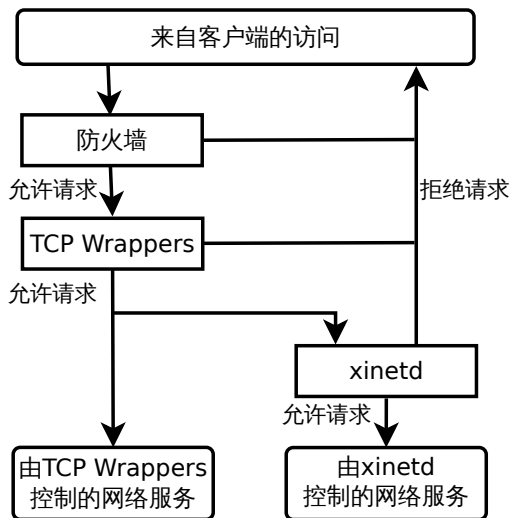 来自客户端的访问
防火墙
允许请求
拒绝请求
TCP Wrappers
允许请求
xinetd
允许请求
由TCP Wrappers
控制的网络服务
由xinetd
控制的网络服务